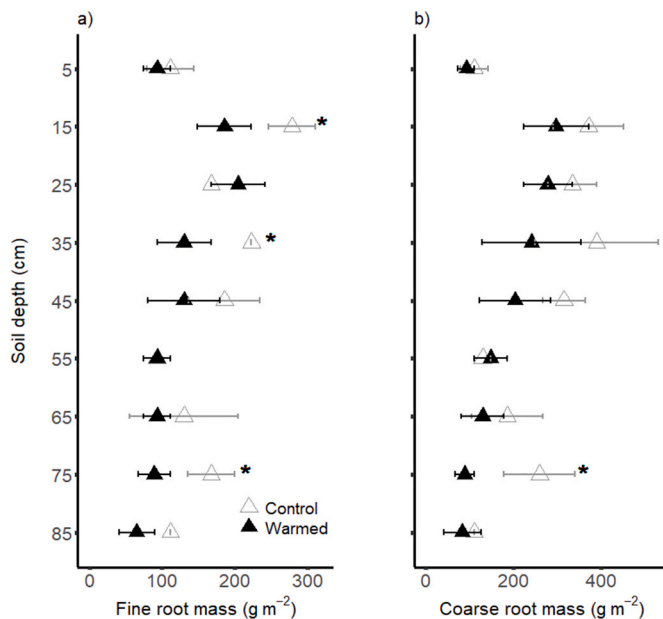 a)
b)
5
15
25
35
45
55
65
75
85
Soil depth (cm)
*
*
*
*
Control
Warmed
0
100
200
300
0
200
400
Fine root mass (g m⁻²)
Coarse root mass (g m⁻²)